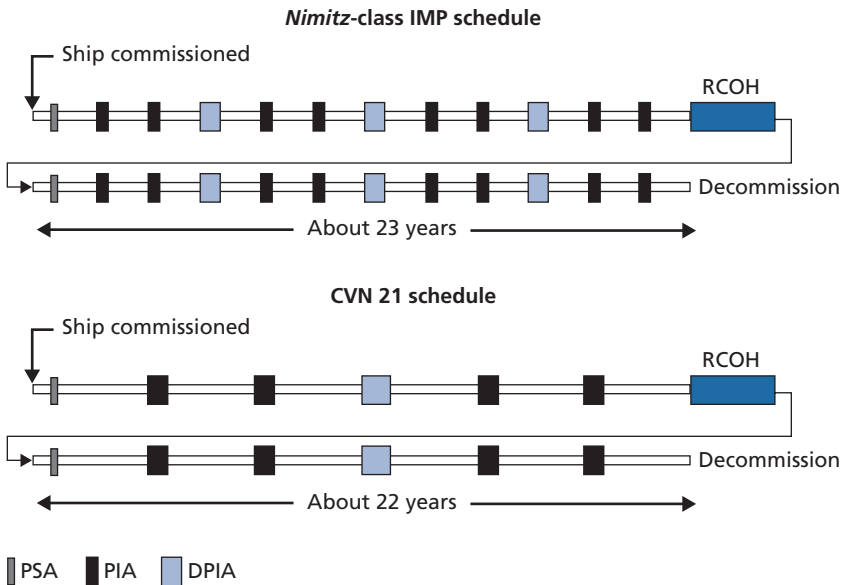 Nimitz-class IMP schedule
Ship commissioned
RCOH
Decommission
About 23 years
CVN 21 schedule
Ship commissioned
RCOH
Decommission
About 22 years
PSA PIA DPIA